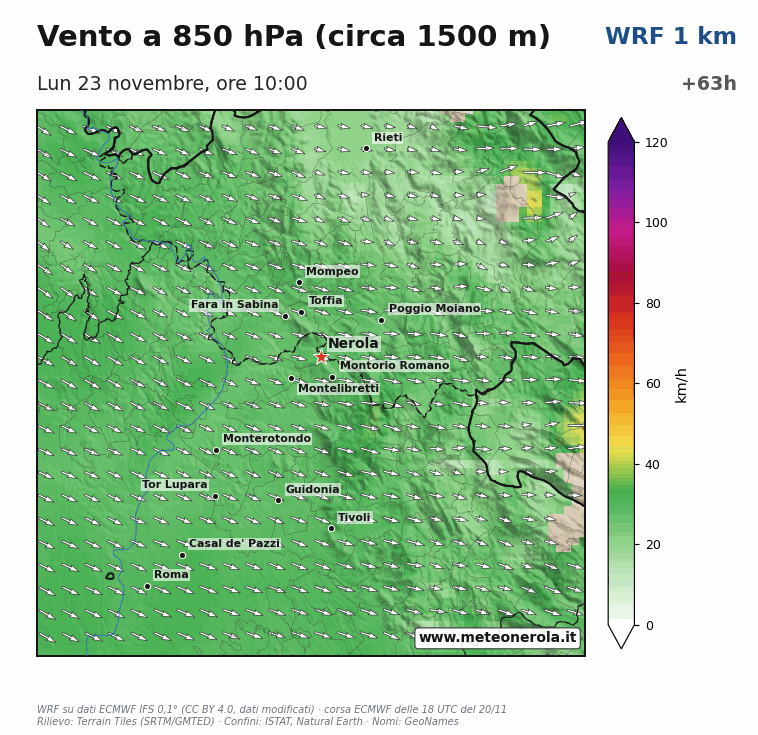 Vento a 850 hPa (circa 1500 m)
WRF 1 km
Lun 23 novembre, ore 10:00
+63h
Rieti
Mompeo
Fara in Sabina
Toffia
Poggio Moiano
Nerola
Montorio Romano
Montelibretti
Monterotondo
Tor Lupara
Guidonia
Tivoli
Casal de' Pazzi
Roma
www.meteonerola.it
120
100
80
60
40
20
0
km/h
WRF su dati ECMWF IFS 0,1° (CC BY 4.0, dati modificati) · corsa ECMWF delle 18 UTC del 20/11
Rilievo: Terrain Tiles (SRTM/GMTED) · Confini: ISTAT, Natural Earth · Nomi: GeoNames